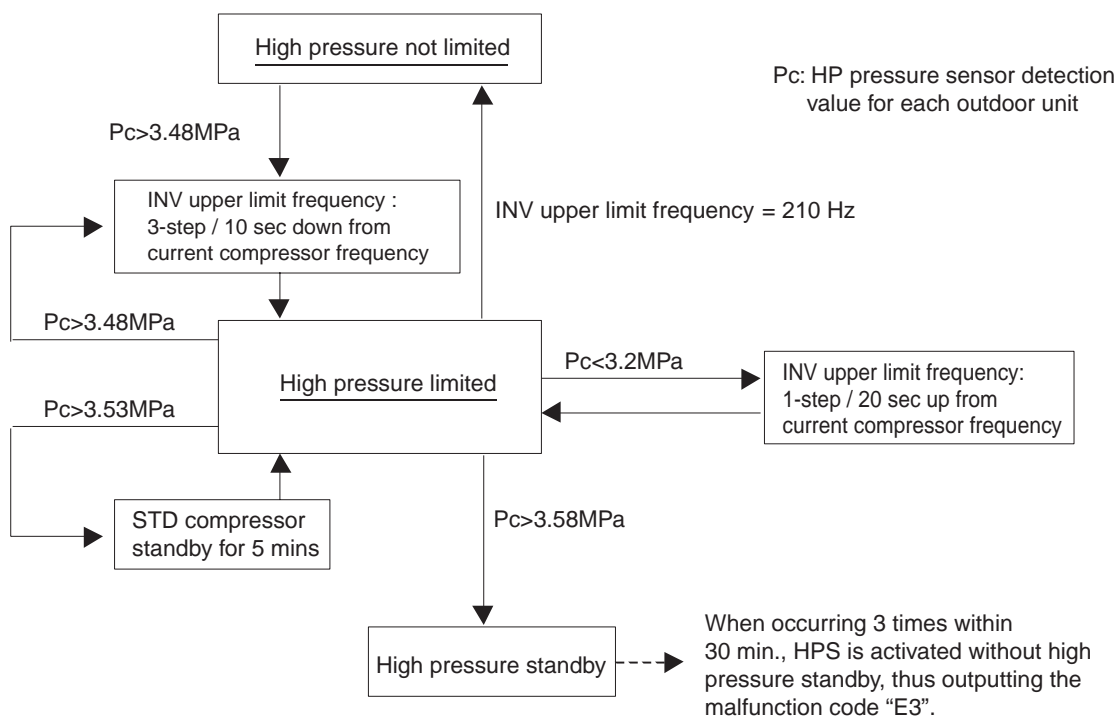 High pressure not limited
Pc: HP pressure sensor detection
value for each outdoor unit
Pc>3.48MPa
INV upper limit frequency :
3-step / 10 sec down from
current compressor frequency
INV upper limit frequency = 210 Hz
Pc>3.48MPa
High pressure limited
Pc<3.2MPa
INV upper limit frequency:
1-step / 20 sec up from
current compressor frequency
Pc>3.53MPa
STD compressor
standby for 5 mins
Pc>3.58MPa
High pressure standby
When occurring 3 times within
30 min., HPS is activated without high
pressure standby, thus outputting the
malfunction code “E3”.